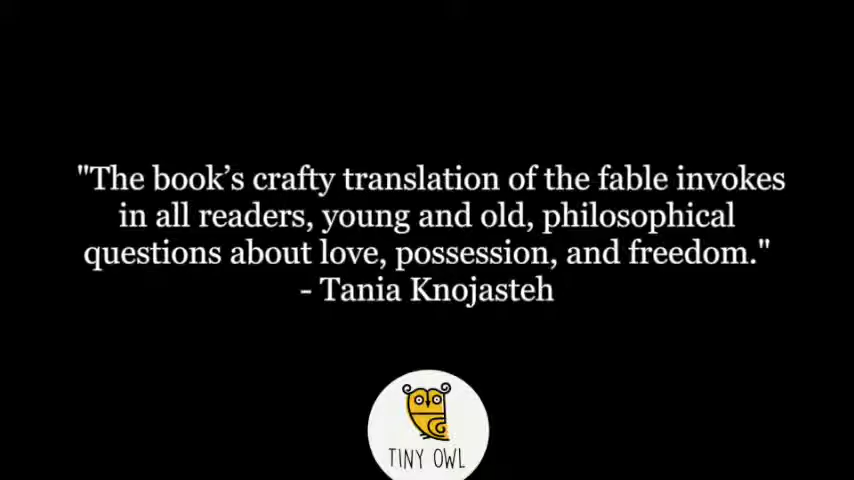 "The book’s crafty translation of the fable invokes
in all readers, young and old, philosophical
questions about love, possession, and freedom."
- Tania Knojasteh
TINY OWL